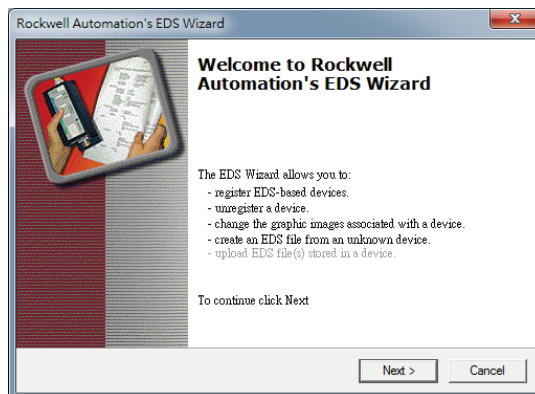 Rockwell Automation's EDS Wizard
Welcome to Rockwell
Automation's EDS Wizard
The EDS Wizard allows you to:
- register EDS-based devices.
- unregister a device.
- change the graphic images associated with a device.
- create an EDS file from an unknown device.
- upload EDS file(s) stored in a device.
To continue click Next
Next >
Cancel